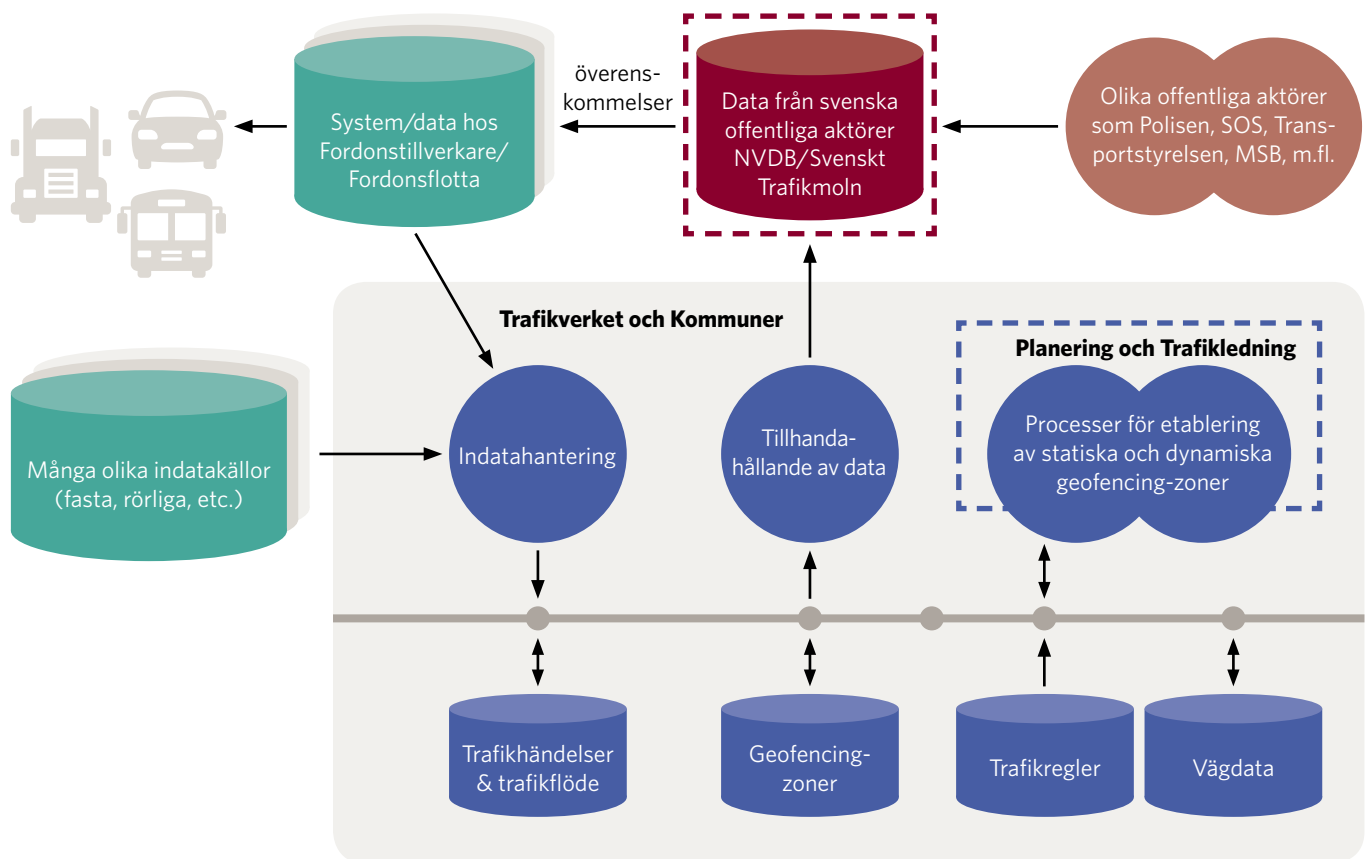 överens-
kommelser
System/data hos
Fordonstillverkare/
Fordonsflotta
Data från svenska
offentliga aktörer
NVDB/Svenskt
Trafikmoln
Olika offentliga aktörer
som Polisen, SOS, Trans-
portstyrelsen, MSB, m.fl.
Trafikverket och Kommuner
Planering och Trafikledning
Många olika indatakällor
(fasta, rörliga, etc.)
Indatahantering
Tillhanda-
hållande av data
Processer för etablering
av statiska och dynamiska
geofencing-zoner
Trafikhändelser
& trafikflöde
Geofencing-
zoner
Trafikregler
Vägdata